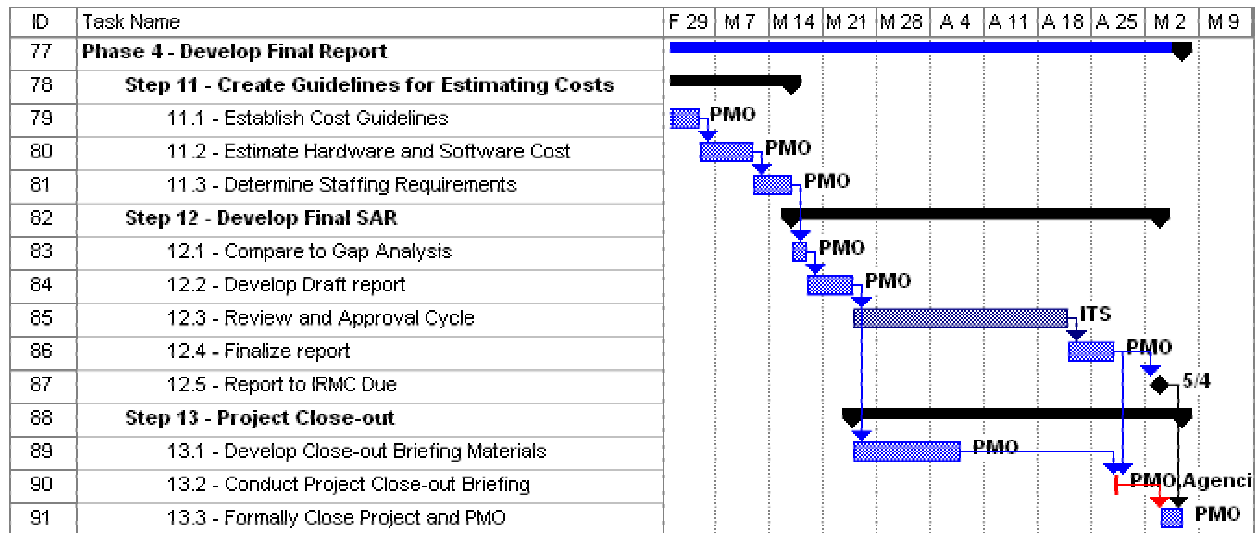 ID Task Name F 29 M 7 M 14 M 21 M 28 A 4 A 11 A 18 A 25 M 2 M 9
77 Phase 4 - Develop Final Report
78 Step 11 - Create Guidelines for Estimating Costs
79 11.1 - Establish Cost Guidelines PMO
80 11.2 - Estimate Hardware and Software Cost PMO
81 11.3 - Determine Staffing Requirements PMO
82 Step 12 - Develop Final SAR
83 12.1 - Compare to Gap Analysis PMO
84 12.2 - Develop Draft report PMO
85 12.3 - Review and Approval Cycle ITS
86 12.4 - Finalize report PMO
87 12.5 - Report to IRMC Due 5/4
88 Step 13 - Project Close-out
89 13.1 - Develop Close-out Briefing Materials PMO
90 13.2 - Conduct Project Close-out Briefing PMO,Agenci
91 13.3 - Formally Close Project and PMO PMO